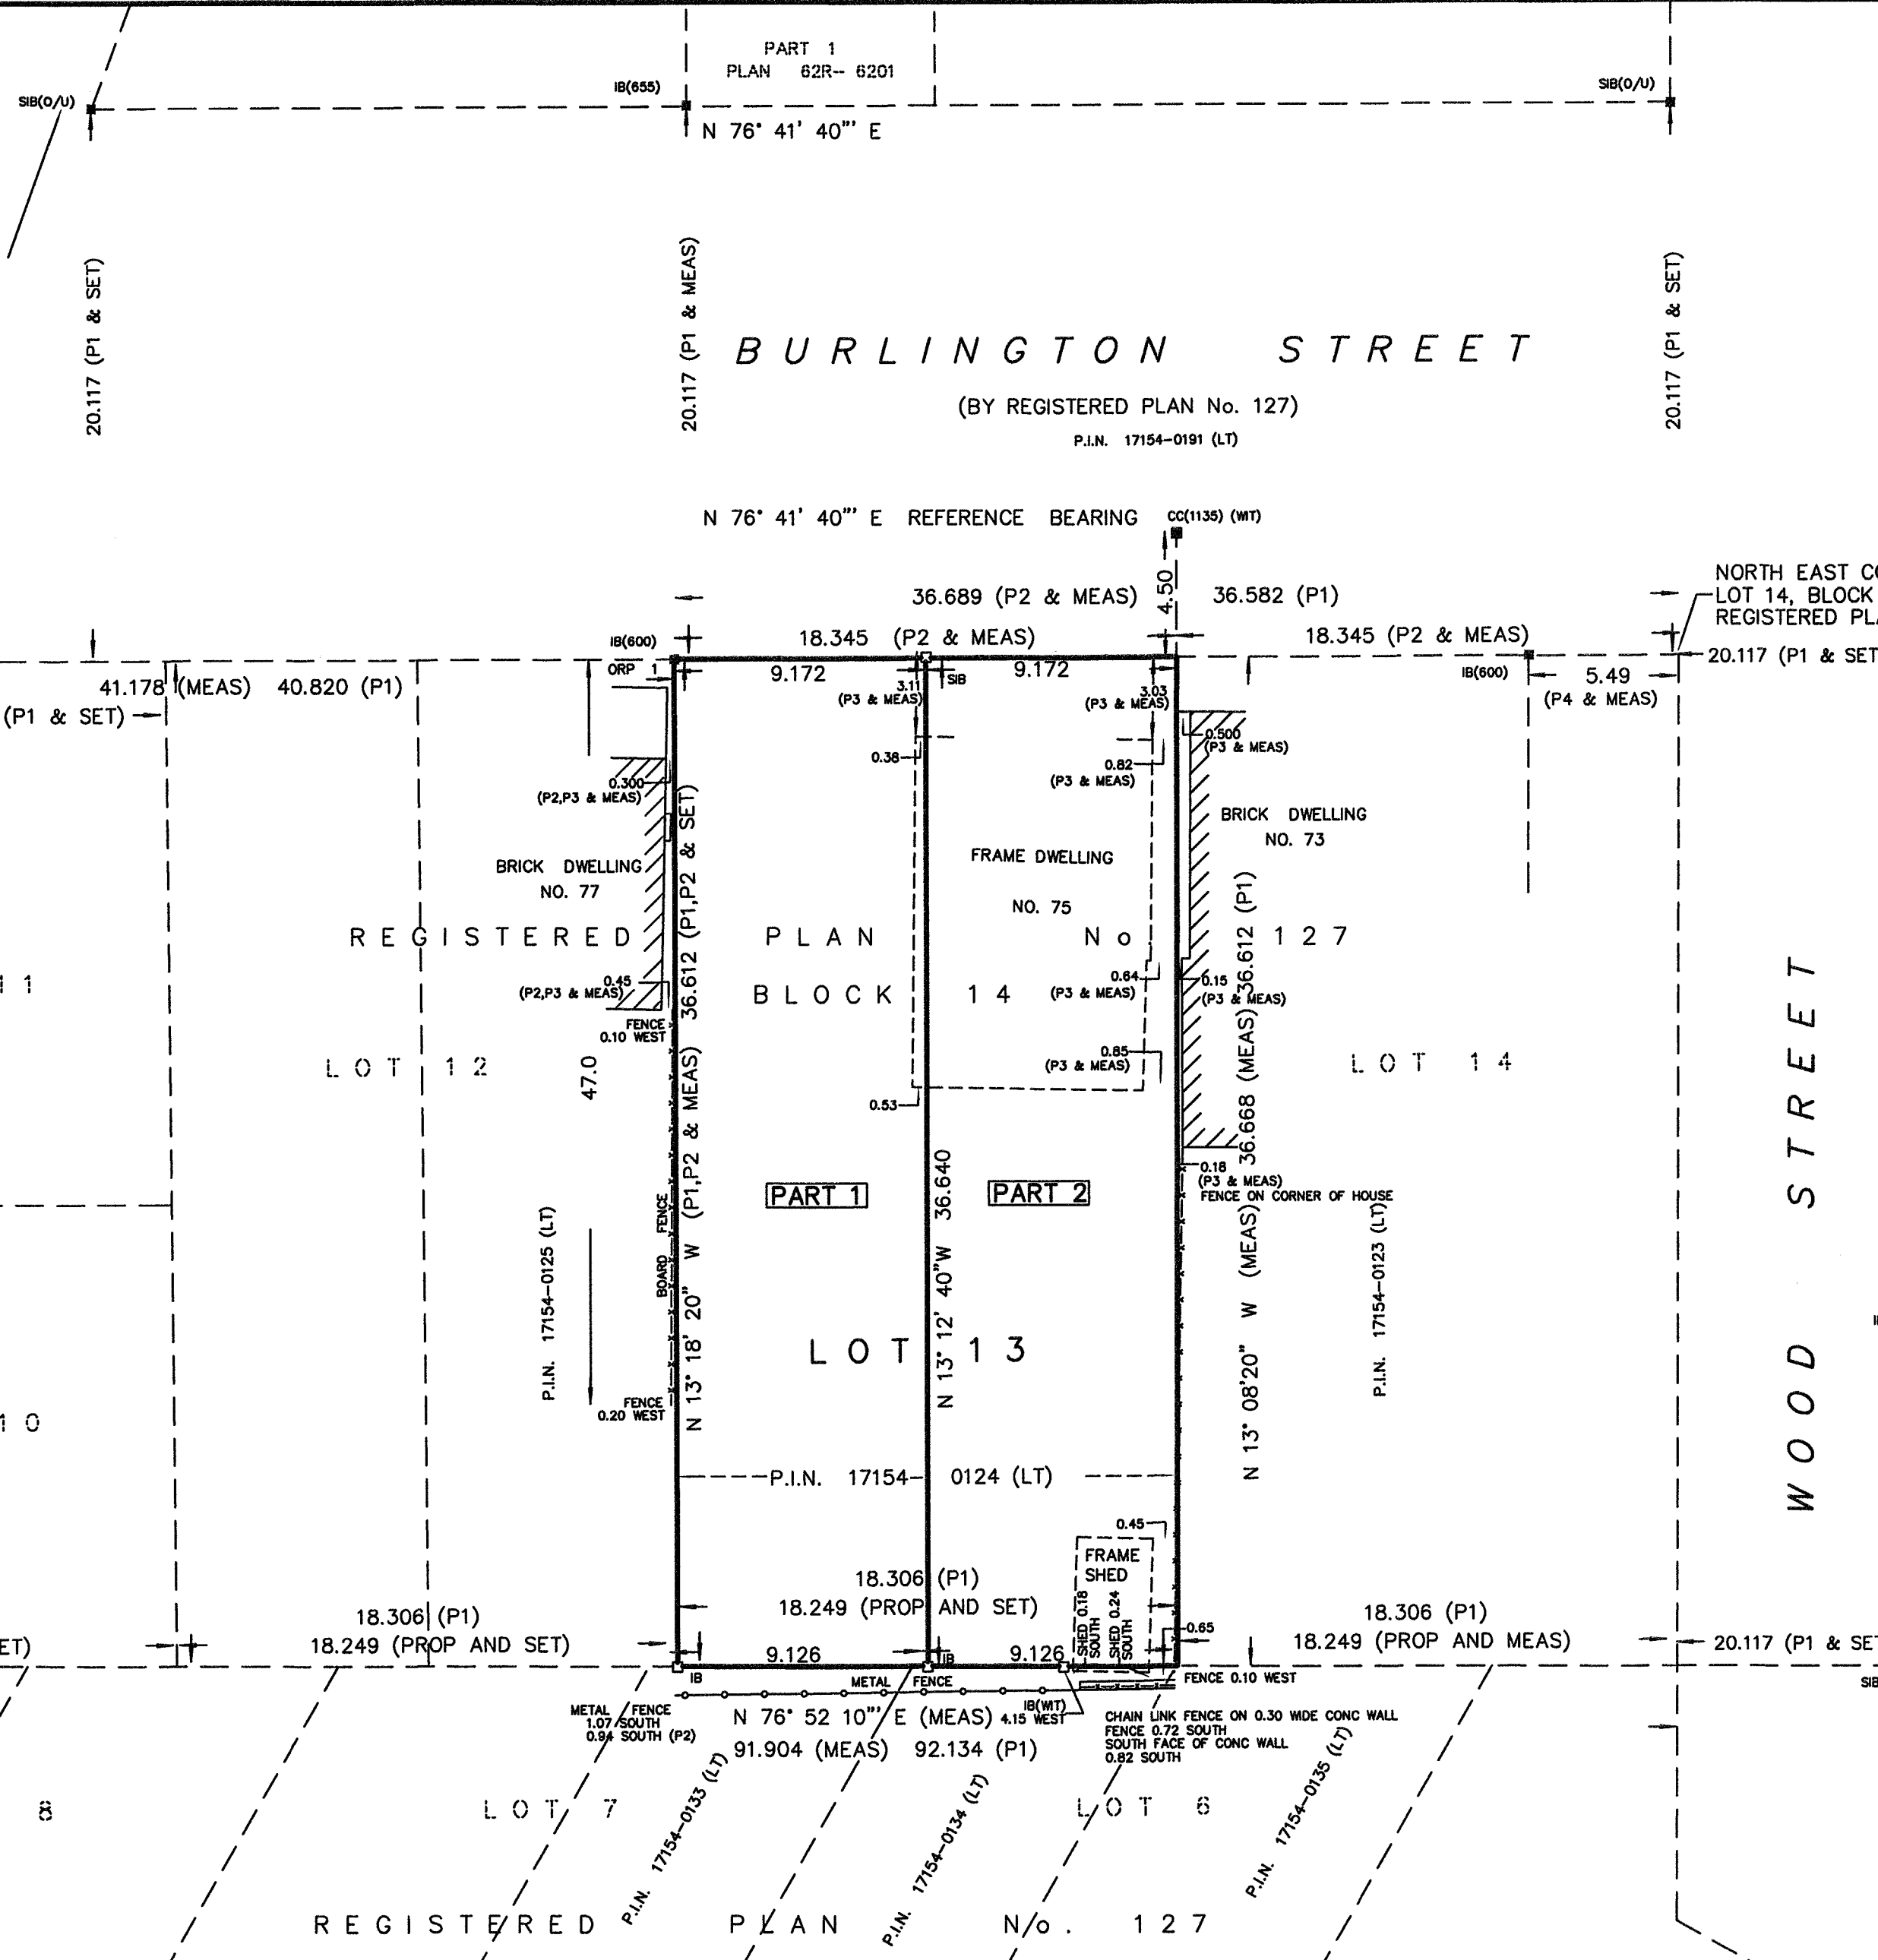 PART 1
PLAN 62R-- 6201
IB(655)
SIB(O/U)
SIB(O/U)
N 76° 41' 40"' E
20.117 (P1 & SET)
20.117 (P1 & MEAS)
20.117 (P1 & SET)
BURLINGTON STREET
(BY REGISTERED PLAN No. 127)
P.I.N. 17154-0191 (LT)
N 76° 41' 40"' E REFERENCE BEARING
CC(1135) (WIT)
4.50
36.689 (P2 & MEAS) 36.582 (P1)
NORTH EAST
LOT 14, BLOCK
REGISTERED
IB(600)
18.345 (P2 & MEAS)
18.345 (P2 & MEAS)
20.117 (P1 & SET
ORP 1
9.172
SIB
9.172
IB(600)
5.49
(P4 & MEAS)
41.178 (MEAS) 40.820 (P1)
(P1 & SET)
3.11
(P3 & MEAS)
3.03
(P3 & MEAS)
0.500
(P3 & MEAS)
0.38
0.82
(P3 & MEAS)
0.300
(P2,P3 & MEAS)
BRICK DWELLING
NO. 73
FRAME DWELLING
NO. 75
BRICK DWELLING
NO. 77
REGISTERED PLAN No 127
BLOCK 14
0.45
(P2,P3 & MEAS)
0.64
(P3 & MEAS)
0.15
(P3 & MEAS)
FENCE
0.10 WEST
0.85
(P3 & MEAS)
11
LOT 12
47.0
LOT 14
0.53
N 13° 18' 20" W (P1,P2 & MEAS) 36.612 (P1,P2 & SET)
N 13° 12' 40"W 36.640
N 13° 08'20" W (MEAS) 36.668 (MEAS) 36.612 (P1)
PART 1
PART 2
0.18
(P3 & MEAS)
FENCE ON CORNER OF HOUSE
BOARD FENCE
P.I.N. 17154-0125 (LT)
P.I.N. 17154-0123 (LT)
WOOD STREET
LOT 13
FENCE
0.20 WEST
10
P.I.N. 17154-0124 (LT)
0.45
FRAME
SHED
SHED 0.18
SOUTH
SHED 0.24
SOUTH
18.306 (P1)
18.249 (PROP AND SET)
18.306 (P1)
18.249 (PROP AND SET)
18.306 (P1)
18.249 (PROP AND MEAS)
0.65
20.117 (P1 & SE
ET)
9.126
IB
9.126
IB
FENCE 0.10 WEST
SIB
METAL FENCE
METAL FENCE
1.07 SOUTH
0.94 SOUTH (P2)
N 76° 52 10"' E (MEAS)
IB(WIT)
4.15 WEST
91.904 (MEAS) 92.134 (P1)
CHAIN LINK FENCE ON 0.30 WIDE CONC WALL
FENCE 0.72 SOUTH
SOUTH FACE OF CONC WALL
0.82 SOUTH
8
LOT 7
LOT 6
P.I.N. 17154-0133 (LT)
P.I.N. 17154-0134 (LT)
P.I.N. 17154-0135 (LT)
REGISTERED PLAN No. 127